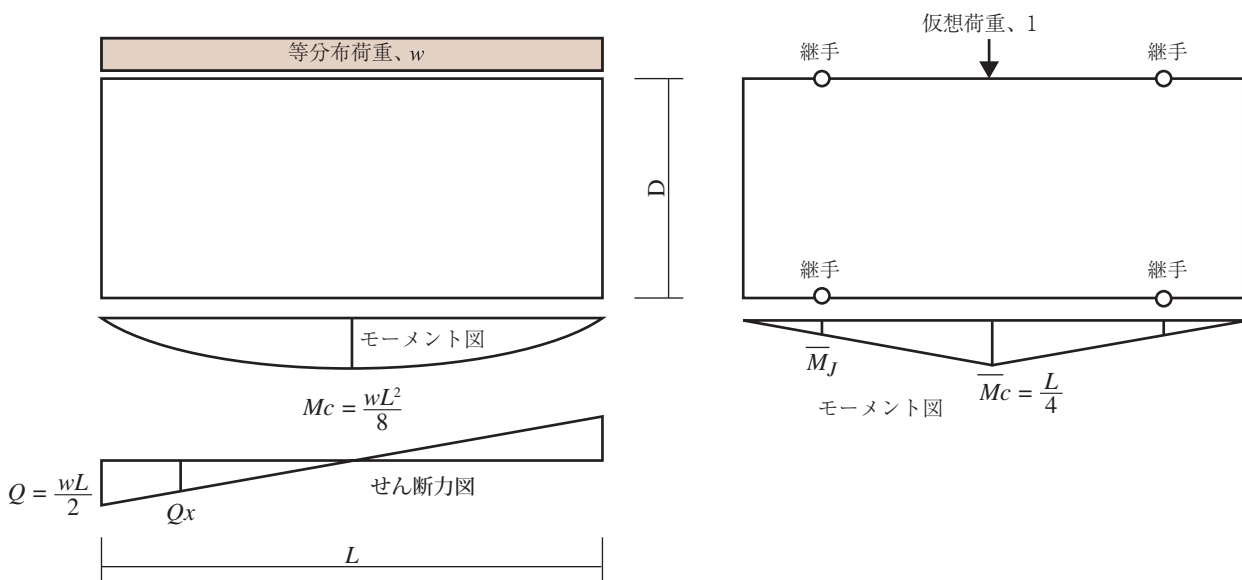 等分布荷重、w
モーメント図
Mc = wL²/8
Q = wL/2
Qx
せん断力図
L
D
仮想荷重、1
継手
継手
継手
継手
M̅J
M̅c = L/4
モーメント図